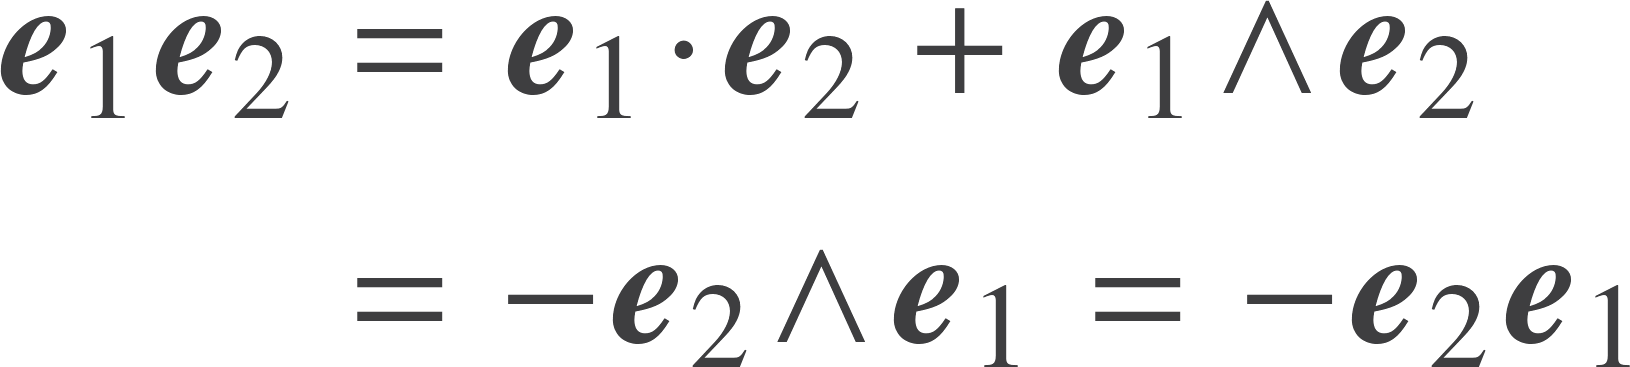 e₁e₂ = e₁·e₂ + e₁∧e₂
= −e₂∧e₁ = −e₂e₁